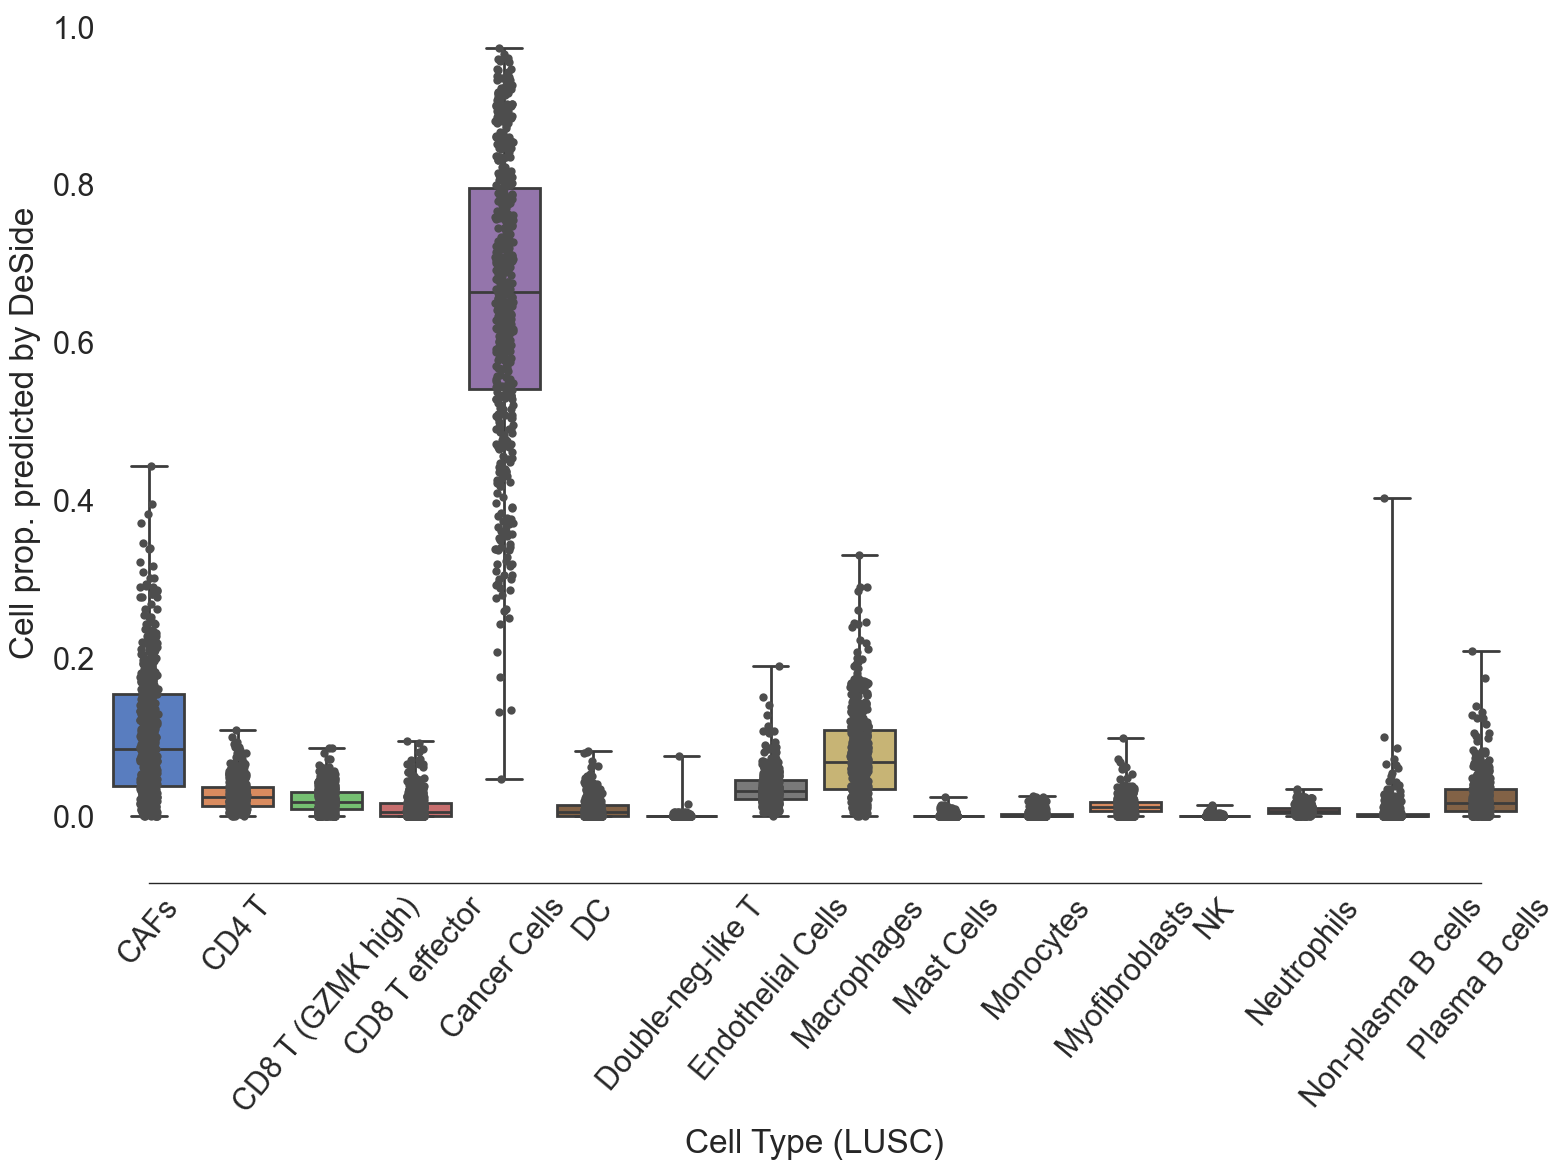 Cell prop. predicted by DeSide
1.0
0.8
0.6
0.4
0.2
0.0
CAFs
CD4 T
CD8 T (GZMK high)
CD8 T effector
Cancer Cells
DC
Double-neg-like T
Endothelial Cells
Macrophages
Mast Cells
Monocytes
Myofibroblasts
NK
Neutrophils
Non-plasma B cells
Plasma B cells
Cell Type (LUSC)